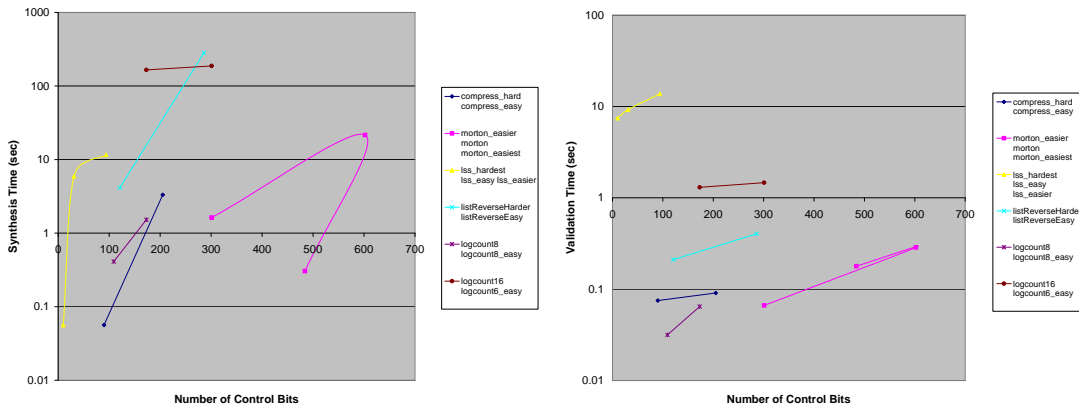 1000
100
10
1
0.1
0.01
0 100 200 300 400 500 600 700
Synthesis Time (sec)
Number of Control Bits
compress_hard
compress_easy
morton_easier
morton
morton_easiest
lss_hardest
lss_easy lss_easier
listReverseHarder
listReverseEasy
logcount8
logcount8_easy
logcount16
logcount6_easy
100
10
1
0.1
0.01
0 100 200 300 400 500 600 700
Validation Time (sec)
Number of Control Bits
compress_hard
compress_easy
morton_easier
morton
morton_easiest
lss_hardest
lss_easy
lss_easier
listReverseHarder
listReverseEasy
logcount8
logcount8_easy
logcount16
logcount6_easy